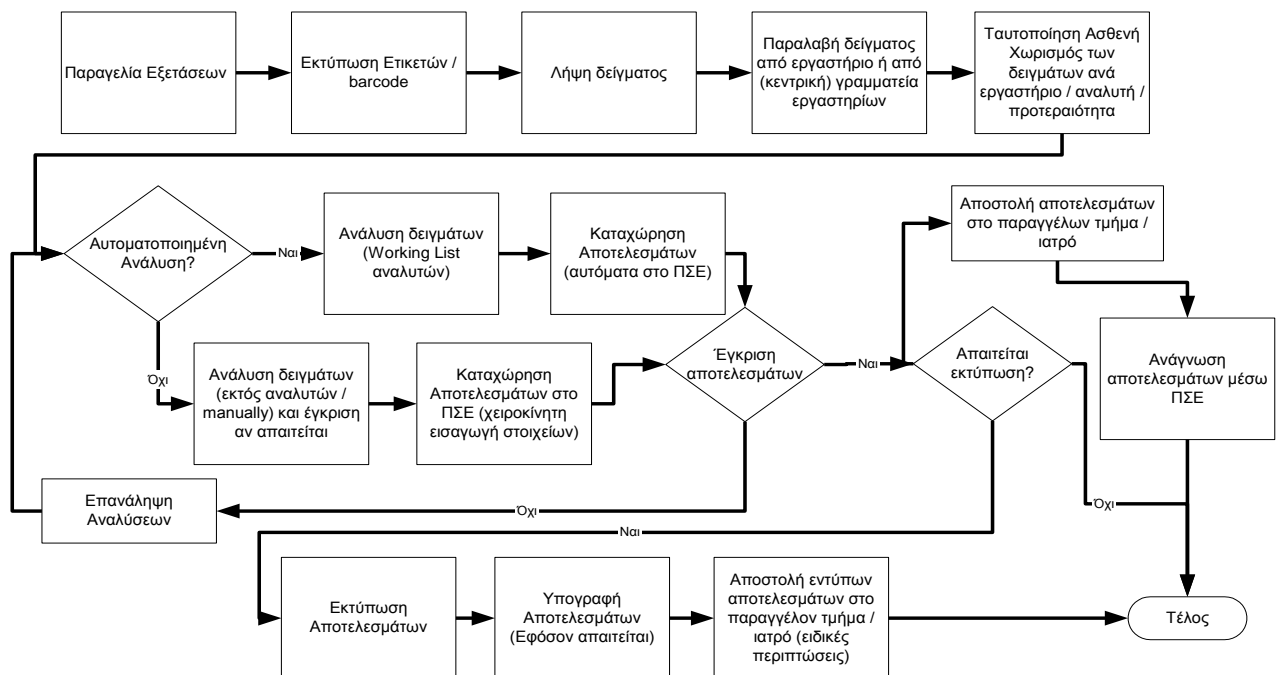 Παραγελία Εξετάσεων
Εκτύπωση Ετικετών /
barcode
Λήψη δείγματος
Παραλαβή δείγματος
από εργαστήριο ή από
(κεντρική) γραμματεία
εργαστηρίων
Ταυτοποίηση Ασθενή
Χωρισμός των
δειγμάτων ανά
εργαστήριο / αναλυτή /
προτεραιότητα
Αυτοματοποιημένη
Ανάλυση?
Ναι
Ανάλυση δειγμάτων
(Working List
αναλυτών)
Καταχώρηση
Αποτελεσμάτων
(αυτόματα στο ΠΣΕ)
Αποστολή αποτελεσμάτων
στο παραγγέλων τμήμα /
ιατρό
Όχι
Ανάλυση δειγμάτων
(εκτός αναλυτών /
manually) και έγκριση
αν απαιτείται
Καταχώρηση
Αποτελεσμάτων στο
ΠΣΕ (χειροκίνητη
εισαγωγή στοιχείων)
Έγκριση
αποτελεσμάτων
Ναι
Απαιτείται
εκτύπωση?
Ανάγνωση
αποτελεσμάτων μέσω
ΠΣΕ
Επανάληψη
Αναλύσεων
Όχι
Όχι
Ναι
Εκτύπωση
Αποτελεσμάτων
Υπογραφή
Αποτελεσμάτων
(Εφόσον απαιτείται)
Αποστολή εντύπων
αποτελεσμάτων στο
παραγγέλον τμήμα /
ιατρό (ειδικές
περιπτώσεις)
Τέλος